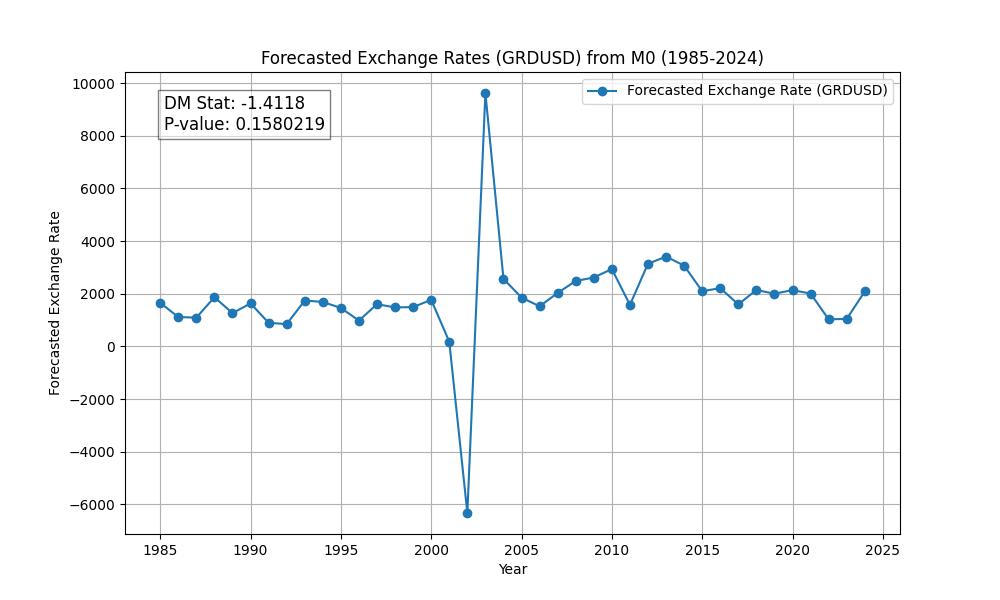 Forecasted Exchange Rates (GRDUSD) from M0 (1985-2024)
DM Stat: -1.4118
P-value: 0.1580219
Forecasted Exchange Rate (GRDUSD)
Forecasted Exchange Rate
10000
8000
6000
4000
2000
0
−2000
−4000
−6000
1985 1990 1995 2000 2005 2010 2015 2020 2025
Year